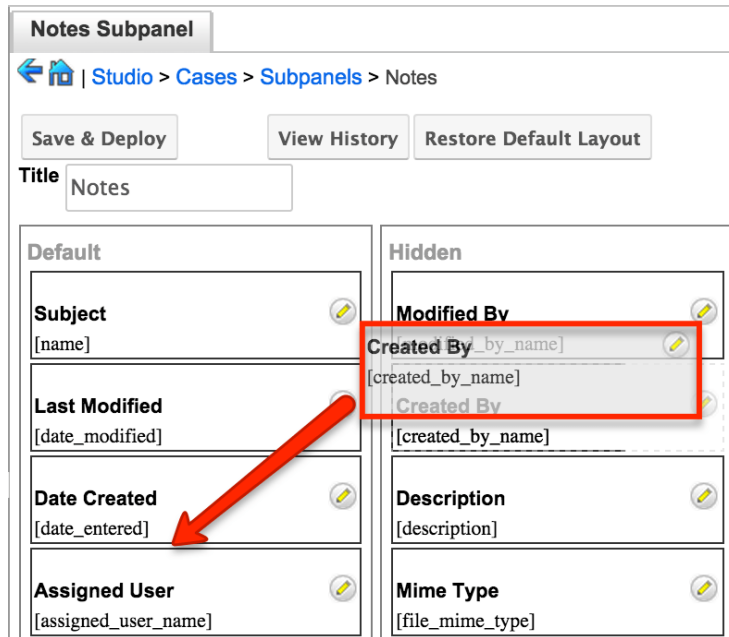 Notes Subpanel
| Studio > Cases > Subpanels > Notes
Save & Deploy View History Restore Default Layout
Title Notes
Default
Subject
[name]
Last Modified
[date_modified]
Date Created
[date_entered]
Assigned User
[assigned_user_name]
Hidden
Modified By
[modified_by_name]
Created By
[created_by_name]
Created By
[created_by_name]
Description
[description]
Mime Type
[file_mime_type]